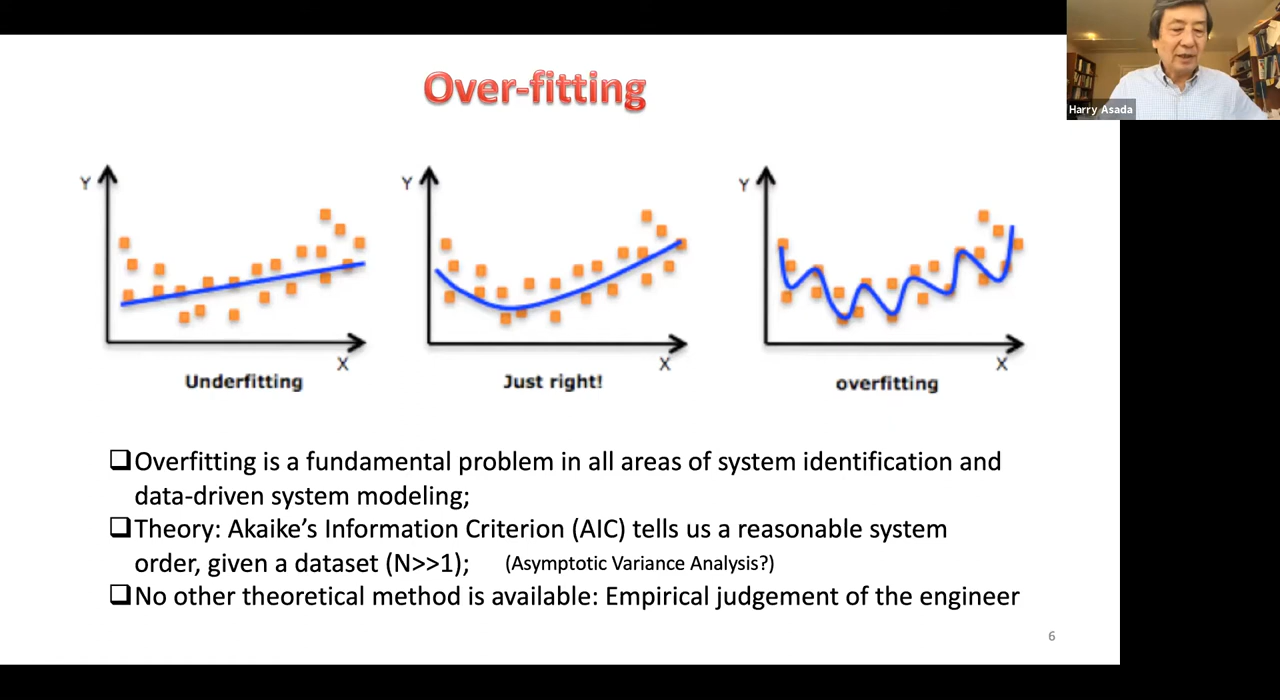 Harry Asada
Over-fitting
Y
X
Underfitting
Y
X
Just right!
Y
X
overfitting
❑Overfitting is a fundamental problem in all areas of system identification and
data-driven system modeling;
❑Theory: Akaike’s Information Criterion (AIC) tells us a reasonable system
order, given a dataset (N>>1); (Asymptotic Variance Analysis?)
❑No other theoretical method is available: Empirical judgement of the engineer
6